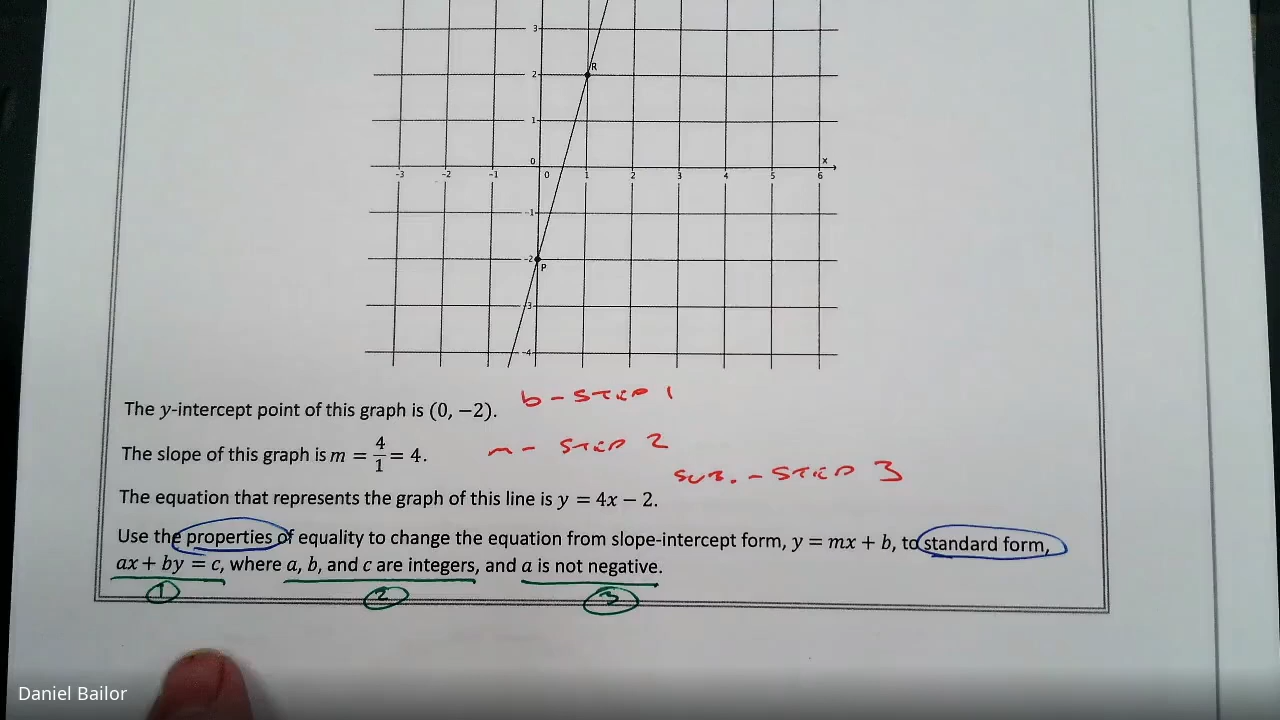 3
R
2
1
0 x
-3 -2 -1 0 1 2 3 4 5 6
-1
-2 P
-3
-4
The y-intercept point of this graph is (0, −2). b - STEP 1
The slope of this graph is m = 4/1 = 4. m - STEP 2
SUB. - STEP 3
The equation that represents the graph of this line is y = 4x − 2.
Use the properties of equality to change the equation from slope-intercept form, y = mx + b, to standard form,
ax + by = c, where a, b, and c are integers, and a is not negative.
1 2 3
Daniel Bailor